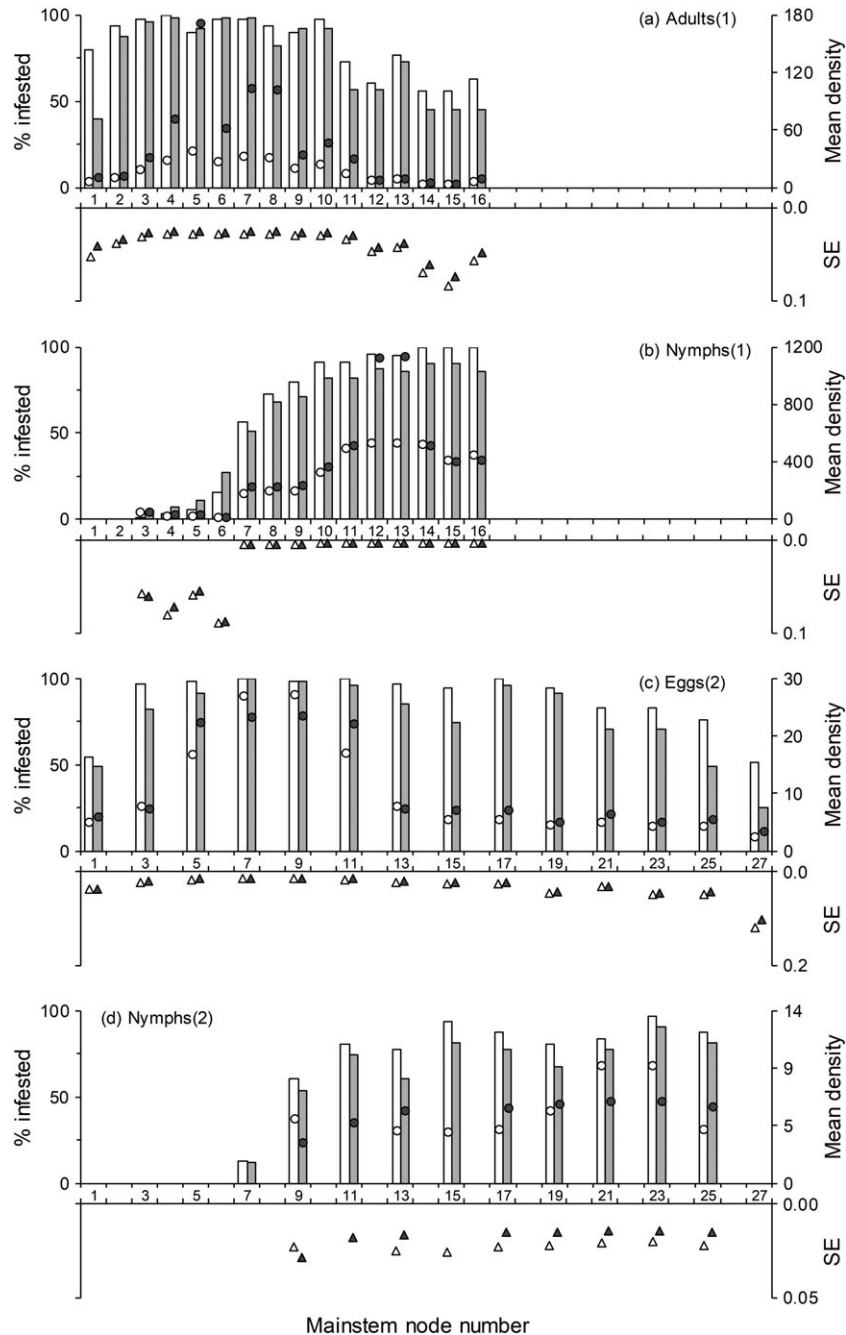 (a) Adults(1)
100
50
0
% infested
180
120
60
0
Mean density
1 2 3 4 5 6 7 8 9 10 11 12 13 14 15 16
0.0
0.1
SE
(b) Nymphs(1)
100
50
0
% infested
1200
800
400
0
Mean density
1 2 3 4 5 6 7 8 9 10 11 12 13 14 15 16
0.0
0.1
SE
(c) Eggs(2)
100
50
0
% infested
30
20
10
0
Mean density
1 3 5 7 9 11 13 15 17 19 21 23 25 27
0.0
0.2
SE
(d) Nymphs(2)
100
50
0
% infested
14
9
5
0
Mean density
1 3 5 7 9 11 13 15 17 19 21 23 25 27
0.00
0.05
SE
Mainstem node number